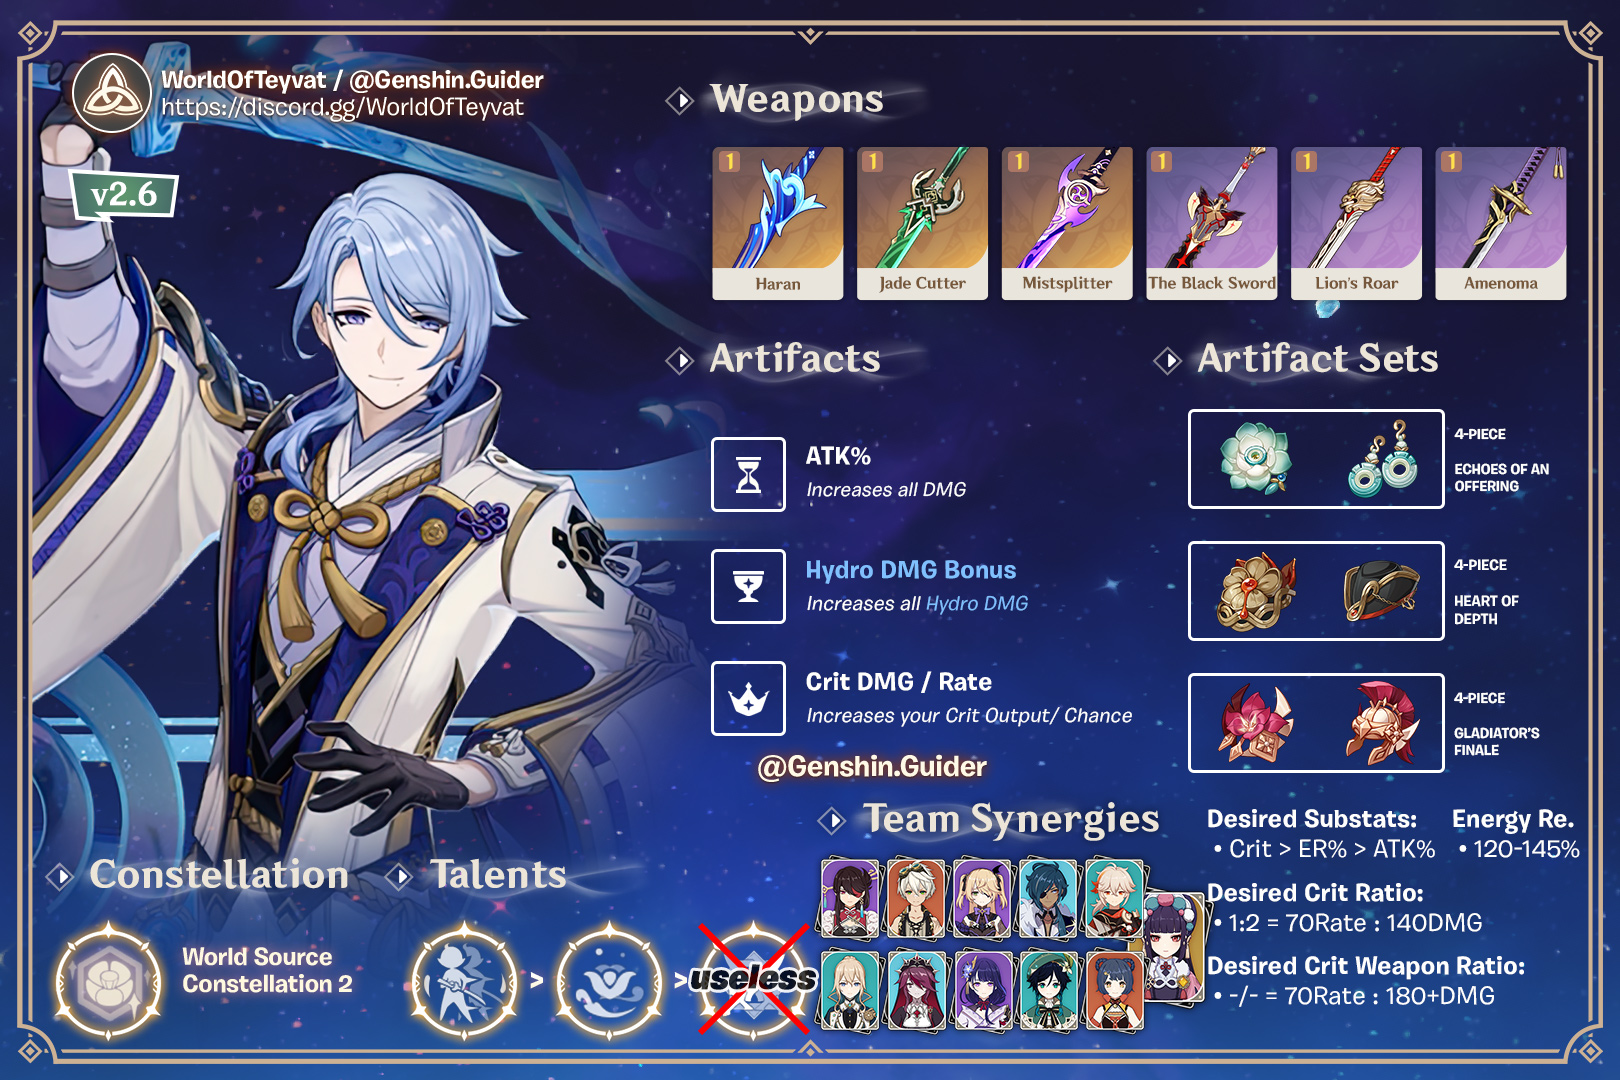 WorldOfTeyvat / @Genshin.Guider
https://discord.gg/WorldOfTeyvat
v2.6
Weapons
1 1 1 1 1 1
Haran Jade Cutter Mistsplitter The Black Sword Lion's Roar Amenoma
Artifacts
ATK%
Increases all DMG
Hydro DMG Bonus
Increases all Hydro DMG
Crit DMG / Rate
Increases your Crit Output/ Chance
@Genshin.Guider
Artifact Sets
4-PIECE
ECHOES OF AN
OFFERING
4-PIECE
HEART OF
DEPTH
4-PIECE
GLADIATOR'S
FINALE
Constellation
World Source
Constellation 2
Talents
> >
useless
Team Synergies
Desired Substats:
• Crit > ER% > ATK%
Energy Re.
• 120-145%
Desired Crit Ratio:
• 1:2 = 70Rate : 140DMG
Desired Crit Weapon Ratio:
• -/- = 70Rate : 180+DMG